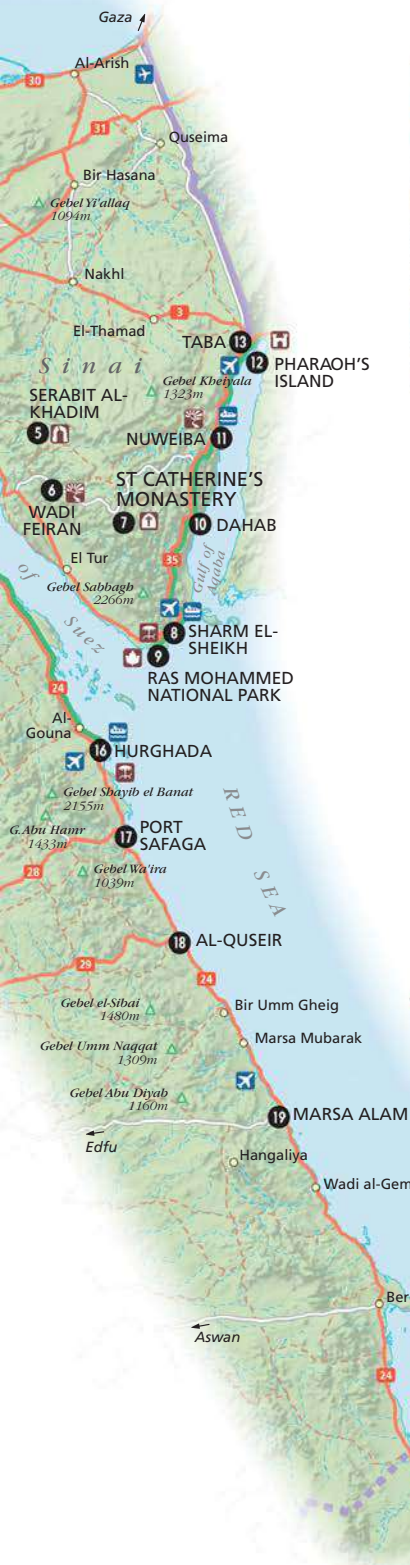 Gaza
Al-Arish
30
31
Quseima
Bir Hasana
Gebel Yi'allaq
1094m
Nakhl
3
El-Thamad
TABA
13
12
PHARAOH'S
ISLAND
Sinai
Gebel Kheiyala
1323m
SERABIT AL-
KHADIM
5
NUWEIBA
11
6
WADI
FEIRAN
ST CATHERINE'S
MONASTERY
7
10
DAHAB
El Tur
35
Gulf of
Aqaba
Gebel Sabbagh
2266m
of
Suez
8
SHARM EL-
SHEIKH
9
RAS MOHAMMED
NATIONAL PARK
24
Al-
Gouna
16
HURGHADA
Gebel Shayib el Banat
2155m
RED SEA
G.Abu Hamr
1433m
17
PORT
SAFAGA
28
Gebel Wa'ira
1039m
18
AL-QUSEIR
29
24
Gebel el-Sibai
1480m
Bir Umm Gheig
Gebel Umm Naqqat
1309m
Marsa Mubarak
Gebel Abu Diyab
1160m
19
MARSA ALAM
Edfu
Hangaliya
Wadi al-Gem
Ber
Aswan
24